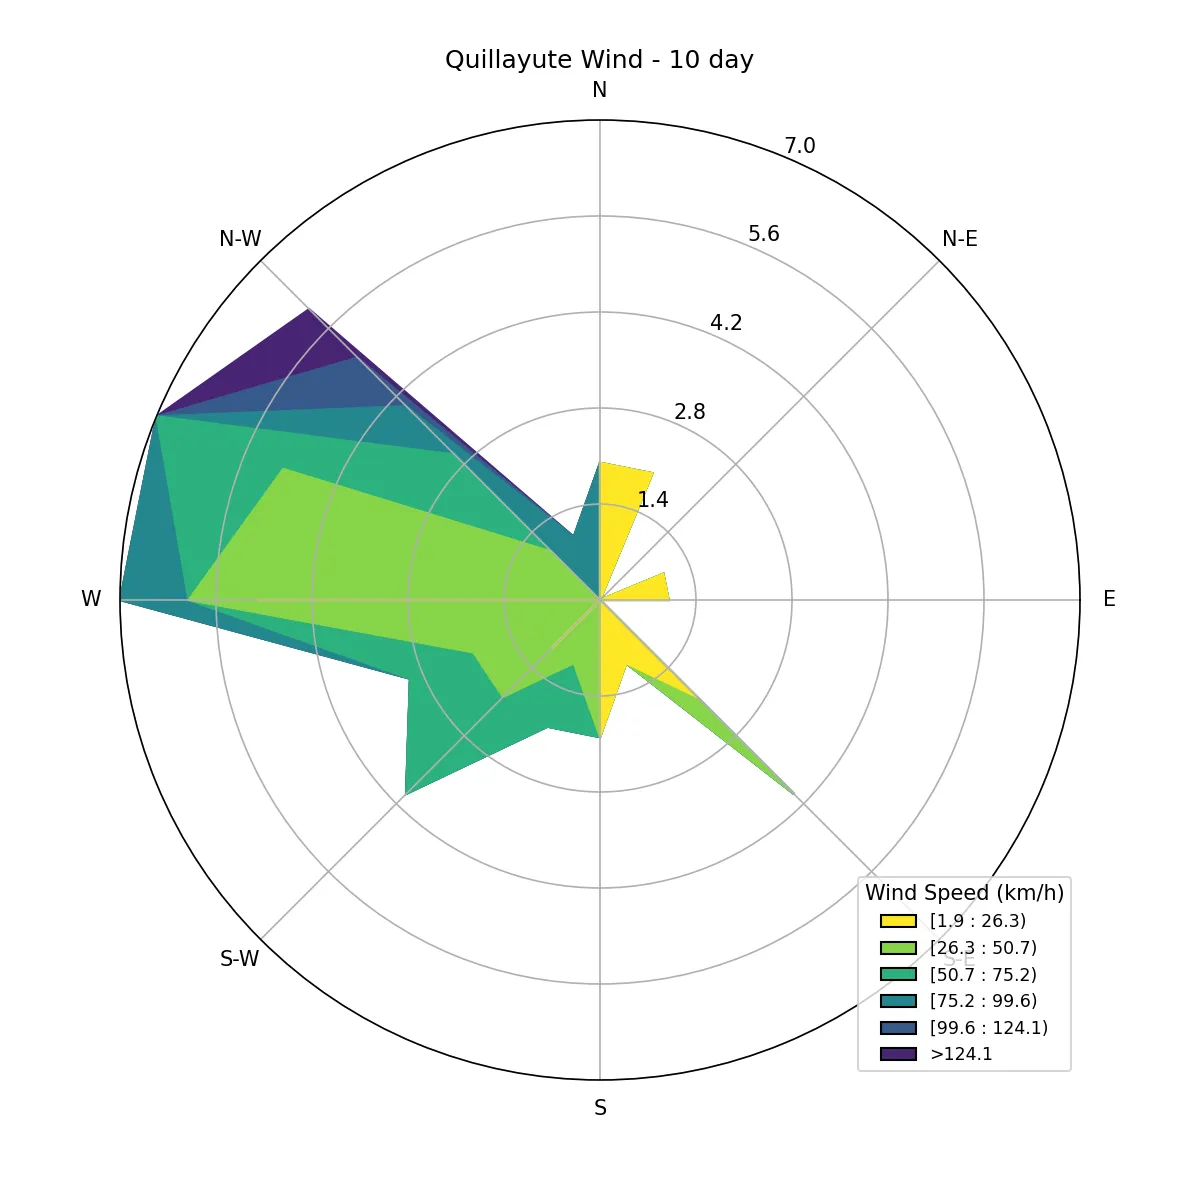 Quillayute Wind - 10 day
N
7.0
N-W
5.6
N-E
4.2
2.8
1.4
W
E
Wind Speed (km/h)
[1.9 : 26.3)
[26.3 : 50.7)
S-W
S-E
[50.7 : 75.2)
[75.2 : 99.6)
[99.6 : 124.1)
>124.1
S